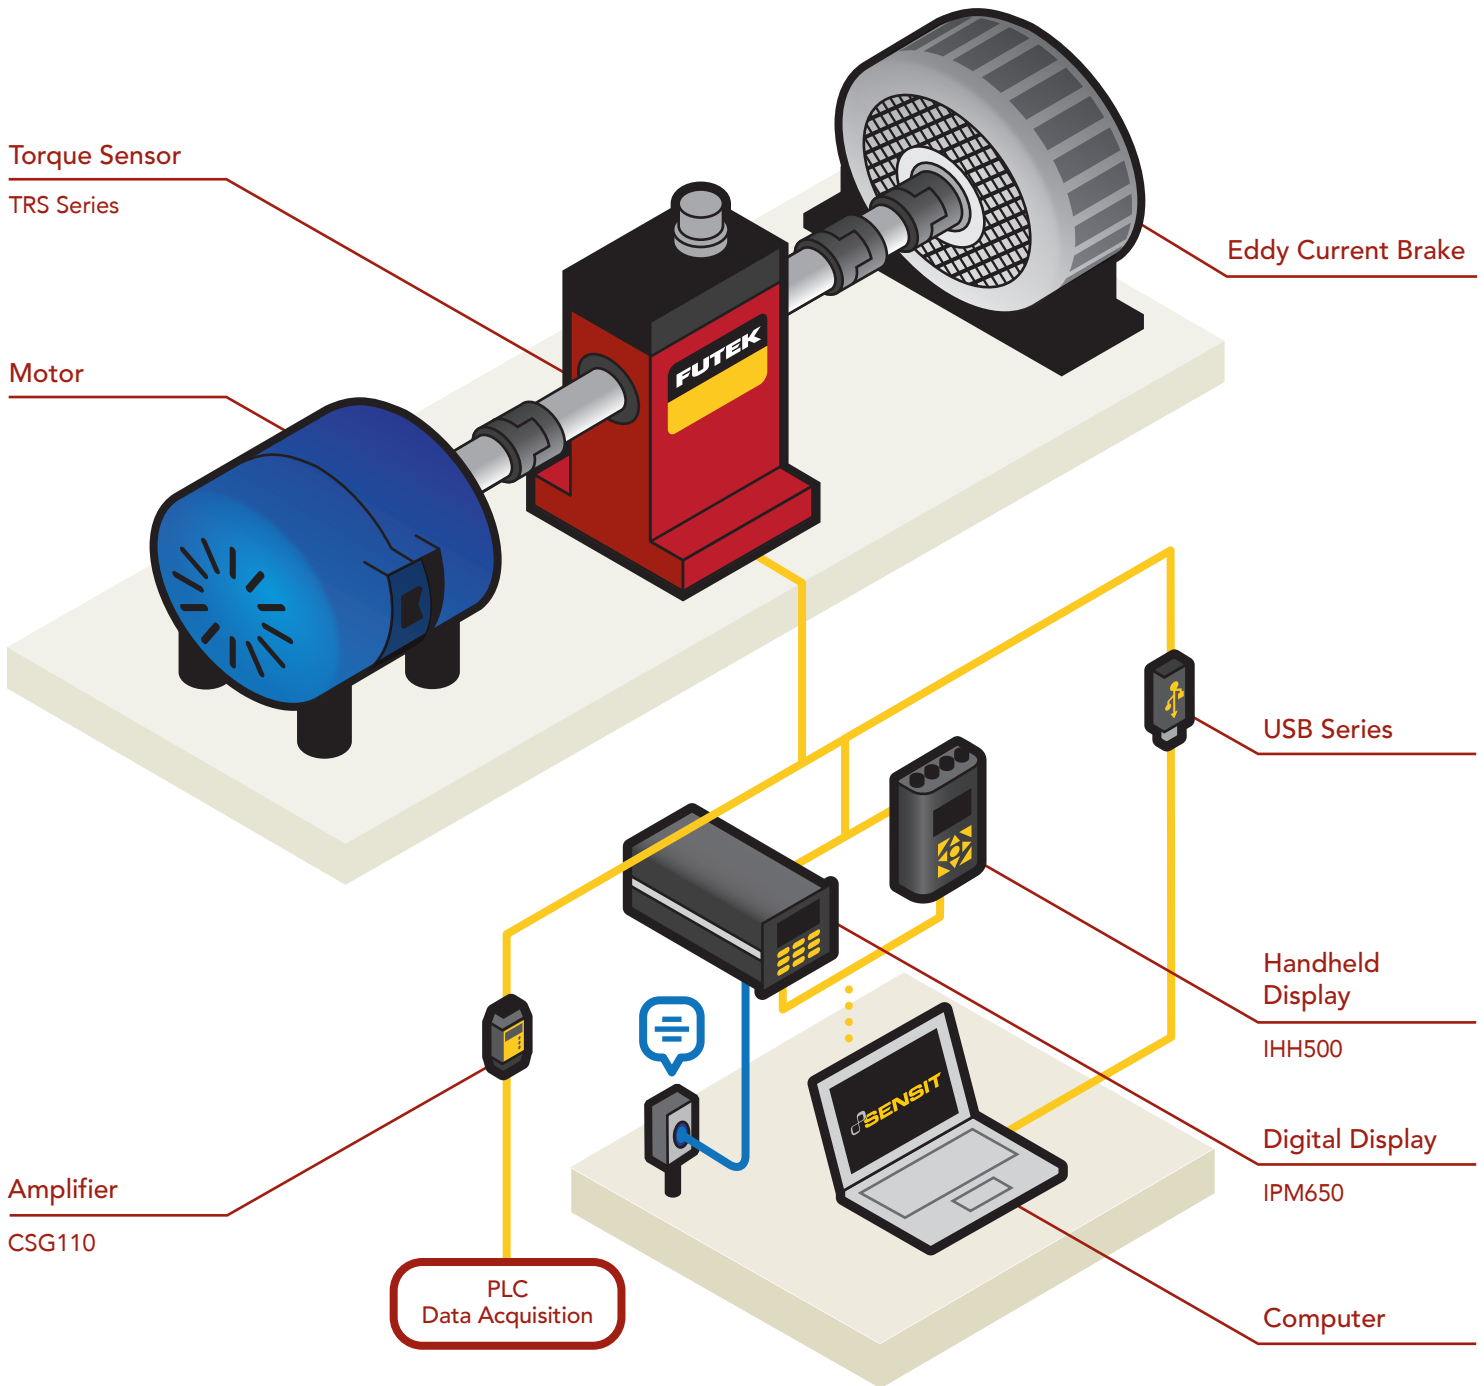 Torque Sensor
TRS Series
Eddy Current Brake
Motor
FUTEK
USB Series
Handheld
Display
IHH500
SENSIT
Digital Display
IPM650
Amplifier
CSG110
PLC
Data Acquisition
Computer